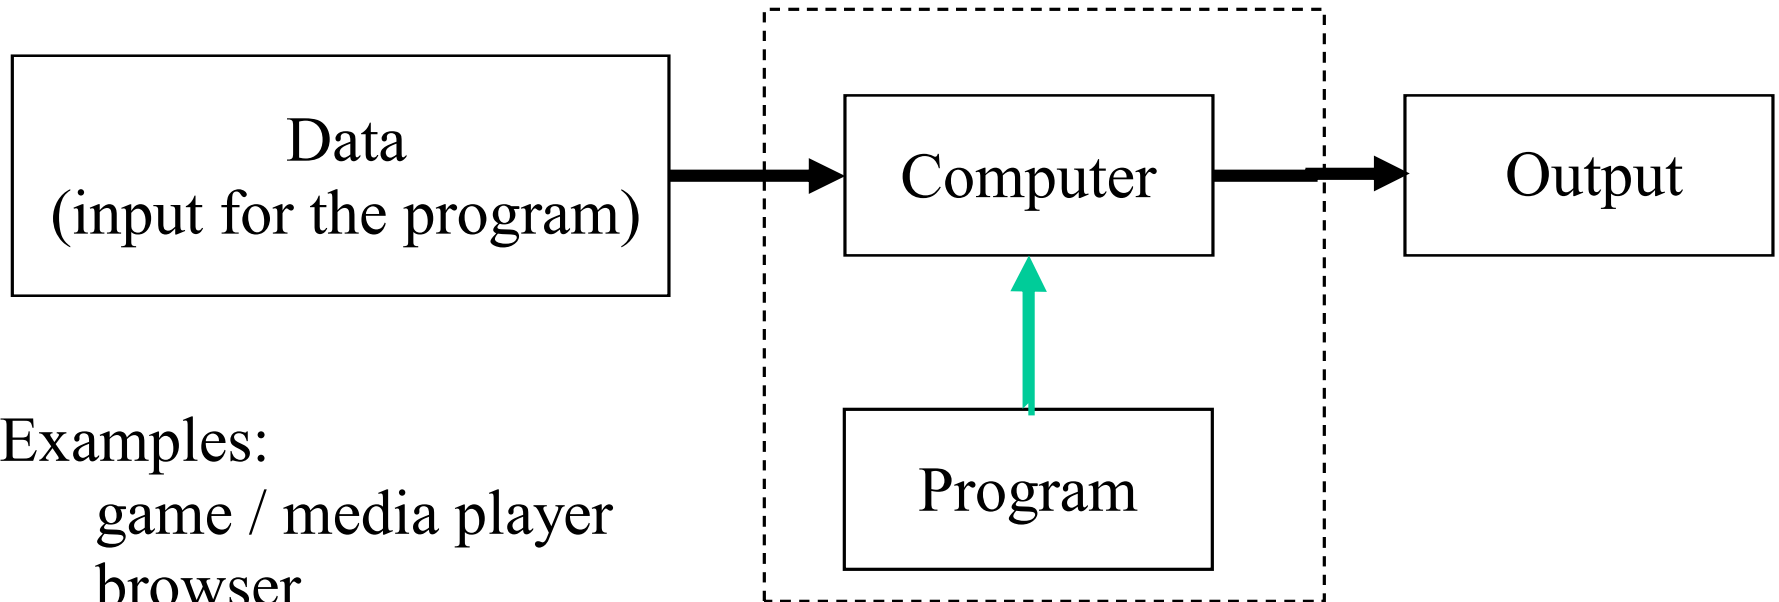 Data
(input for the program)
Computer
Output
Program
Examples:
game / media player
browser